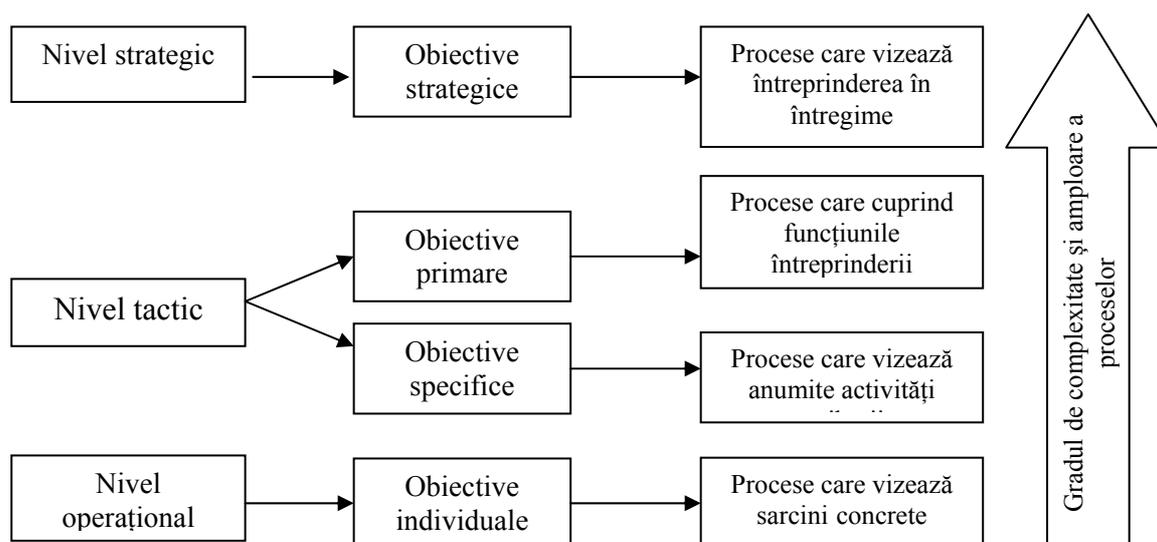 Nivel strategic
Obiective
strategice
Procese care vizează
întreprinderea în
întregime
Nivel tactic
Obiective
primare
Procese care cuprind
funcțiunile
întreprinderii
Obiective
specifice
Procese care vizează
anumite activități
Nivel
operațional
Obiective
individuale
Procese care vizează
sarcini concrete
Gradul de complexitate și amploare a
proceselor